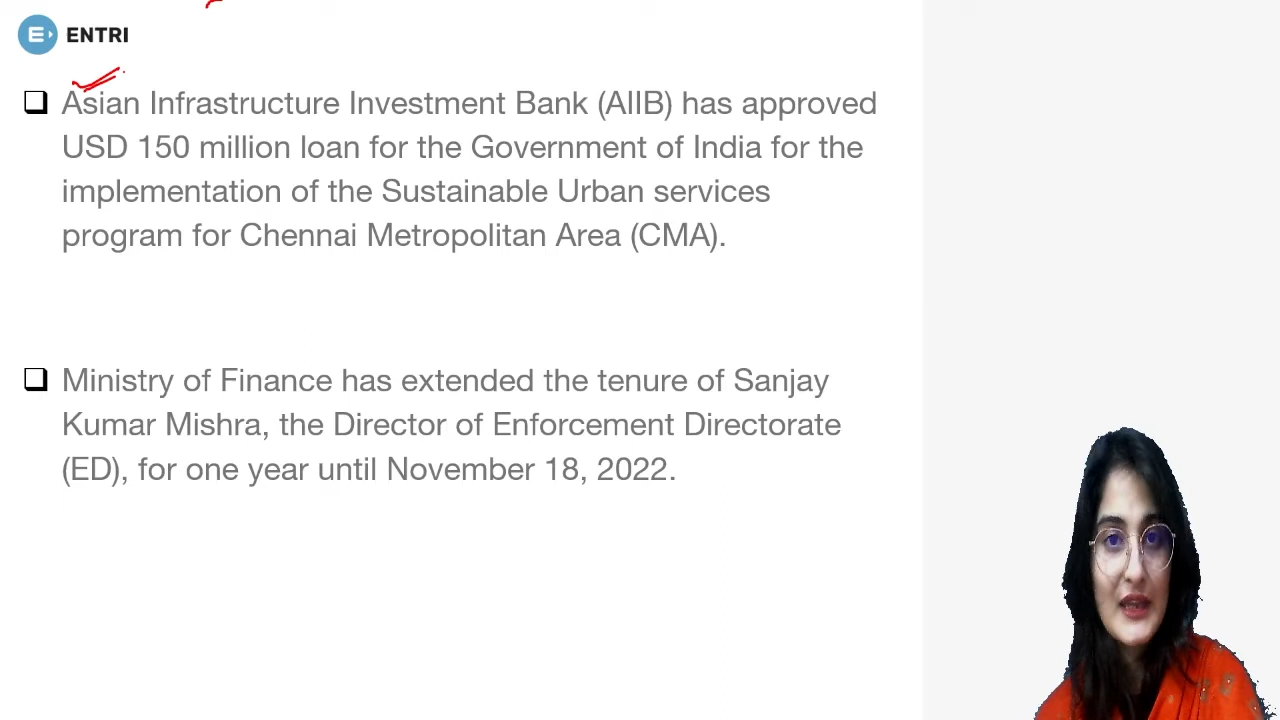 ENTRI
Asian Infrastructure Investment Bank (AIIB) has approved
USD 150 million loan for the Government of India for the
implementation of the Sustainable Urban services
program for Chennai Metropolitan Area (CMA).
Ministry of Finance has extended the tenure of Sanjay
Kumar Mishra, the Director of Enforcement Directorate
(ED), for one year until November 18, 2022.